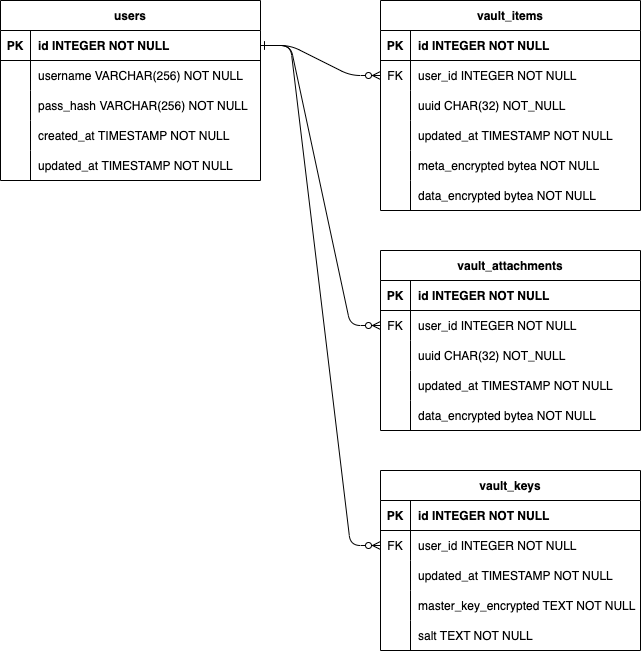 users
PK id INTEGER NOT NULL
username VARCHAR(256) NOT NULL
pass_hash VARCHAR(256) NOT NULL
created_at TIMESTAMP NOT NULL
updated_at TIMESTAMP NOT NULL
vault_items
PK id INTEGER NOT NULL
FK user_id INTEGER NOT NULL
uuid CHAR(32) NOT_NULL
updated_at TIMESTAMP NOT NULL
meta_encrypted bytea NOT NULL
data_encrypted bytea NOT NULL
vault_attachments
PK id INTEGER NOT NULL
FK user_id INTEGER NOT NULL
uuid CHAR(32) NOT_NULL
updated_at TIMESTAMP NOT NULL
data_encrypted bytea NOT NULL
vault_keys
PK id INTEGER NOT NULL
FK user_id INTEGER NOT NULL
updated_at TIMESTAMP NOT NULL
master_key_encrypted TEXT NOT NULL
salt TEXT NOT NULL